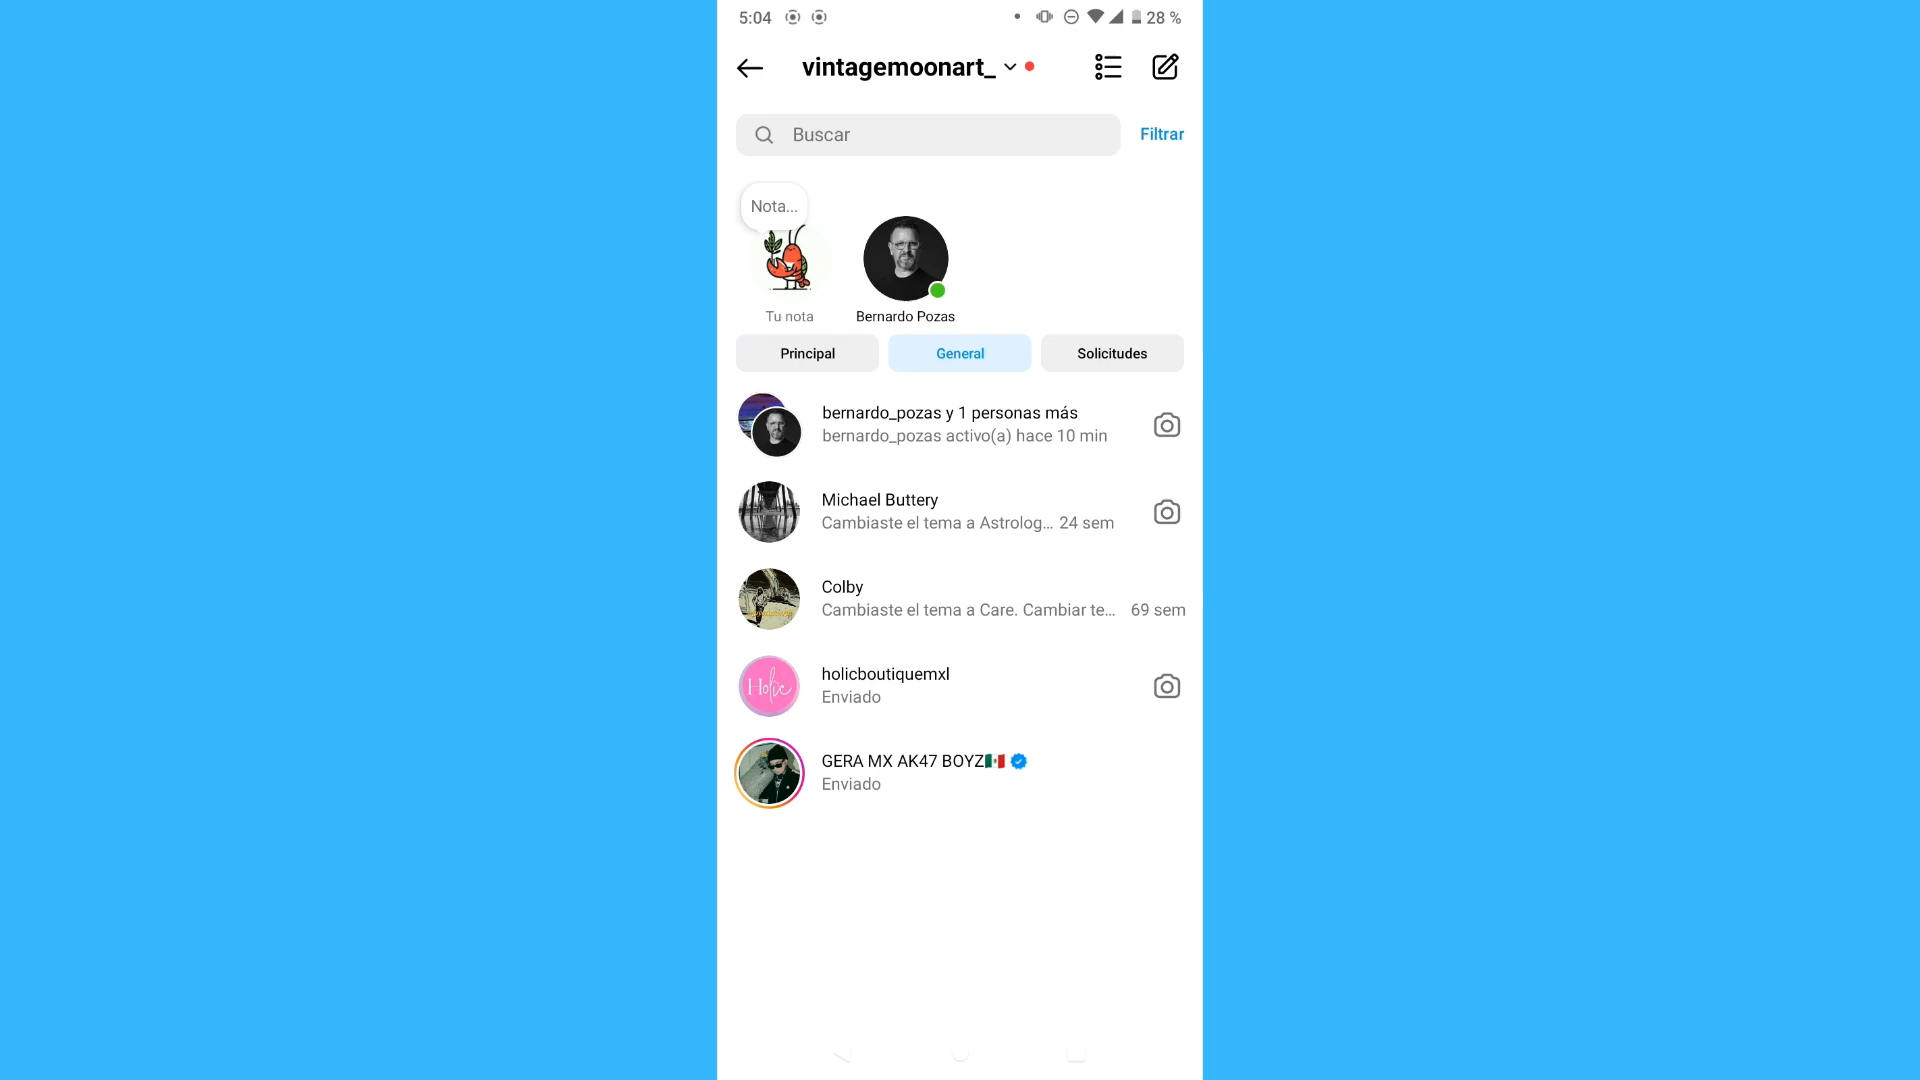 5:04
28 %
vintagemoonart_
Buscar
Filtrar
Nota...
Tu nota
Bernardo Pozas
Principal
General
Solicitudes
bernardo_pozas y 1 personas más
bernardo_pozas activo(a) hace 10 min
Michael Buttery
Cambiaste el tema a Astrolog... 24 sem
Colby
Cambiaste el tema a Care. Cambiar te... 69 sem
Holic
holicboutiquemxl
Enviado
GERA MX AK47 BOYZ🇲🇽
Enviado